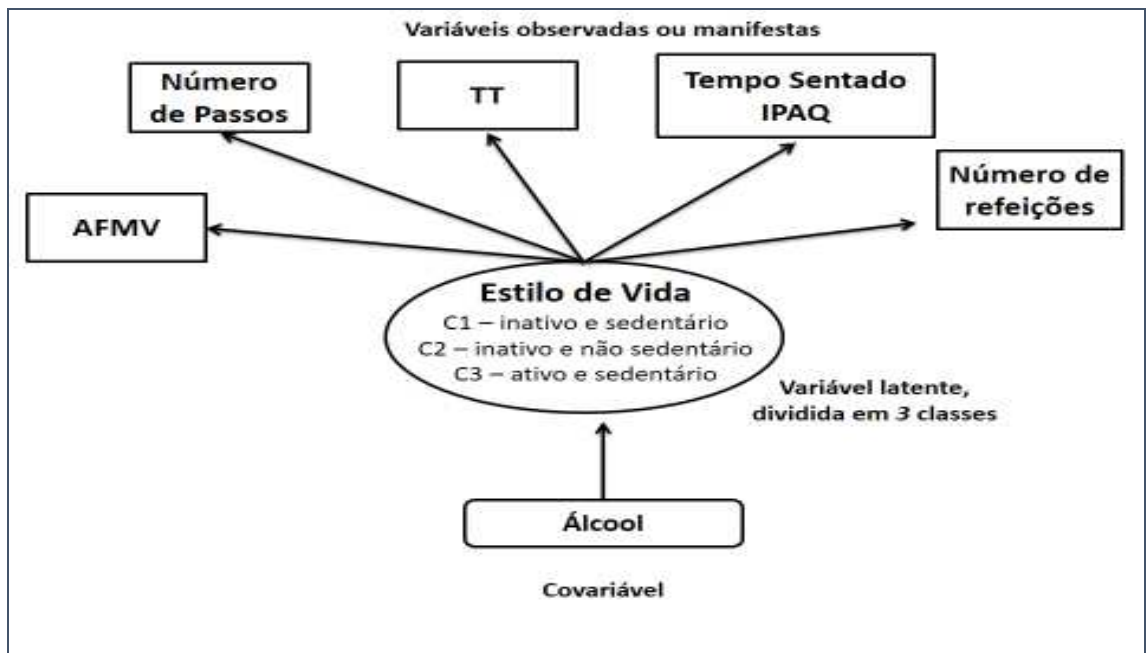 Variáveis observadas ou manifestas
Número
de Passos
TT
Tempo Sentado
IPAQ
Número de
refeições
AFMV
Estilo de Vida
C1 – inativo e sedentário
C2 – inativo e não sedentário
C3 – ativo e sedentário
Variável latente,
dividida em 3 classes
Álcool
Covariável